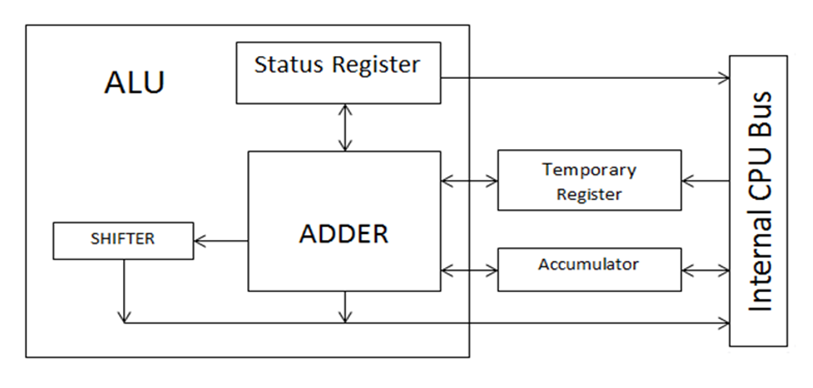 ALU
Status Register
ADDER
SHIFTER
Temporary
Register
Accumulator
Internal CPU Bus